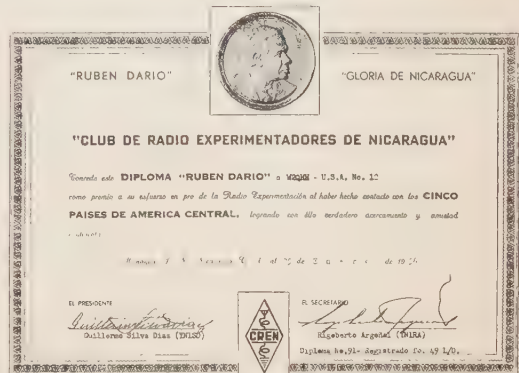 "RUBEN DARIO"
"GLORIA DE NICARAGUA"
"CLUB DE RADIO EXPERIMENTADORES DE NICARAGUA"
Concede este DIPLOMA "RUBEN DARIO" a - U.S.A. No. 12
como premio a su esfuerzo en pro de la Radio Experimentación al haber hecho contacto con los CINCO
PAISES DE AMERICA CENTRAL, logrando con ello verdadero acercamiento y amistad
de de
EL PRESIDENTE
Guillermo Silva Diaz
CREN
EL SECRETARIO
Rigoberto Argeñal (YN1RA)
Diploma No.91- Registrado fo. 49 L/D.